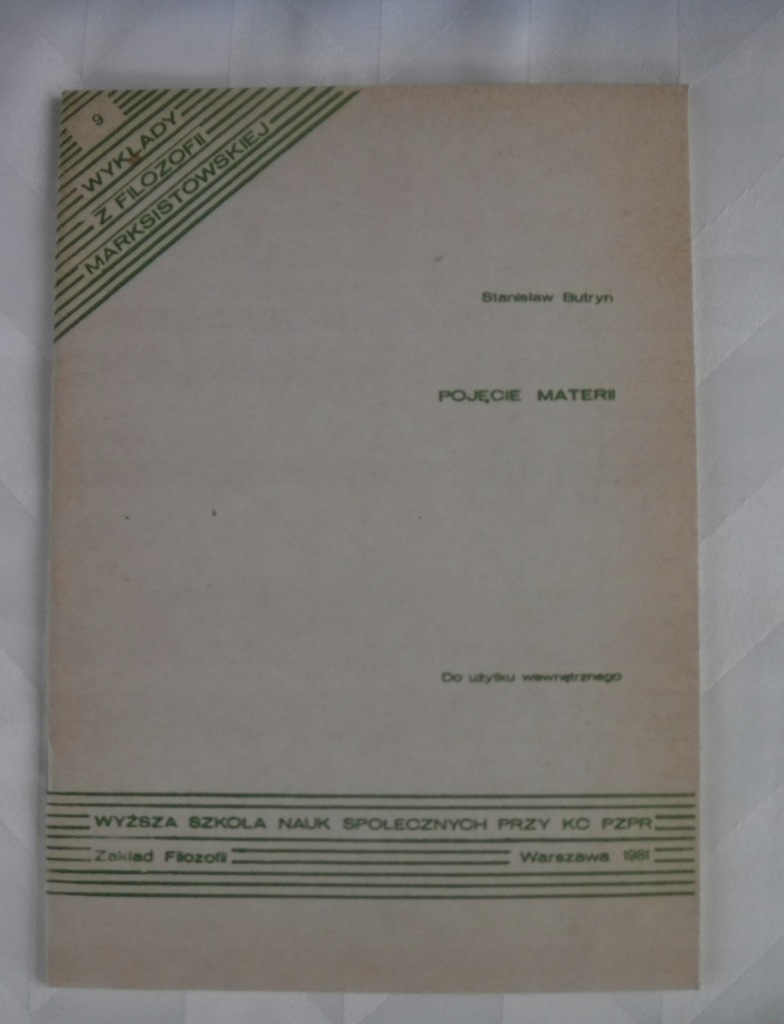 9
WYKŁADY
Z FILOZOFII
MARKSISTOWSKIEJ
Stanisław Butryn
POJĘCIE MATERII
Do użytku wewnętrznego
WYŻSZA SZKOŁA NAUK SPOŁECZNYCH PRZY KC PZPR
Zakład Filozofii Warszawa 1981